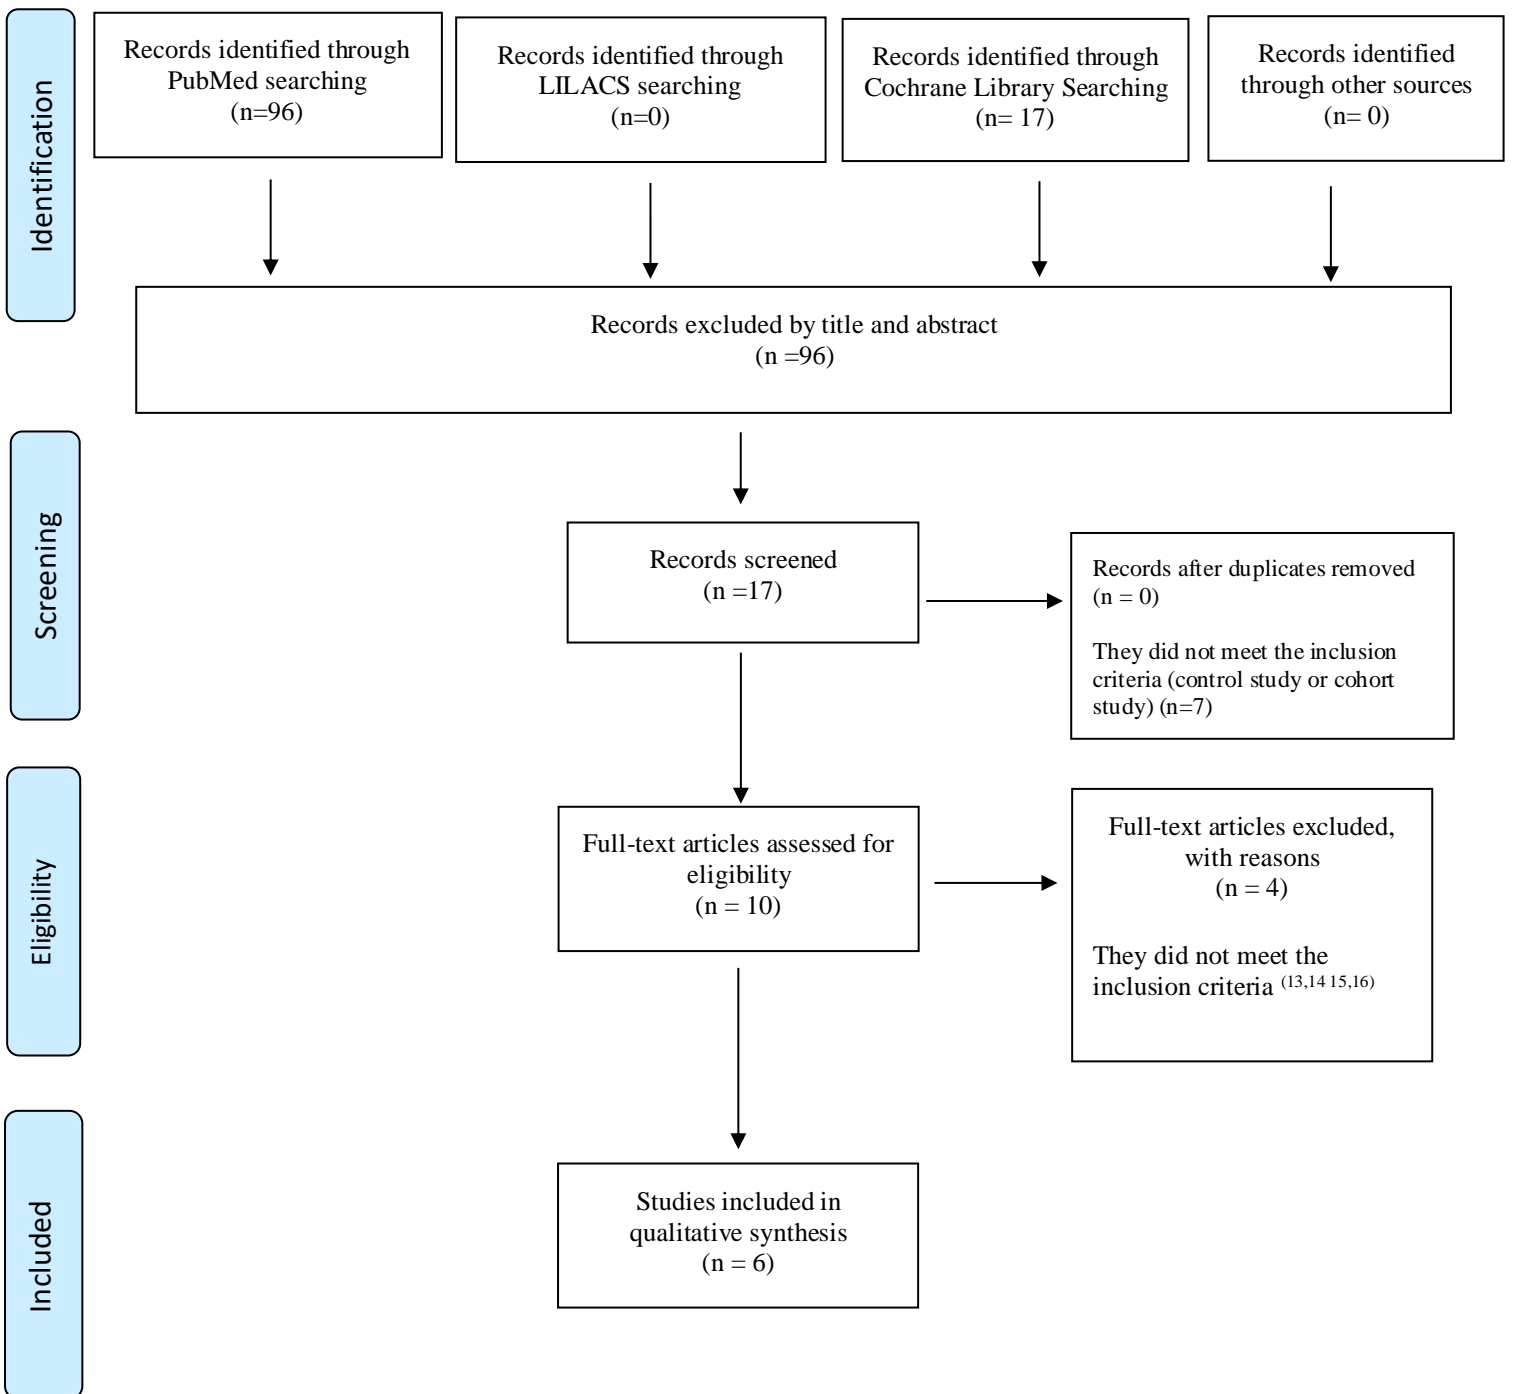 Identification
Records identified through
PubMed searching
(n=96)
Records identified through
LILACS searching
(n=0)
Records identified through
Cochrane Library Searching
(n= 17)
Records identified
through other sources
(n= 0)
Records excluded by title and abstract
(n =96)
Screening
Records screened
(n =17)
Records after duplicates removed
(n = 0)
They did not meet the inclusion
criteria (control study or cohort
study) (n=7)
Eligibility
Full-text articles assessed for
eligibility
(n = 10)
Full-text articles excluded,
with reasons
(n = 4)
They did not meet the
inclusion criteria (13,14 15,16)
Included
Studies included in
qualitative synthesis
(n = 6)